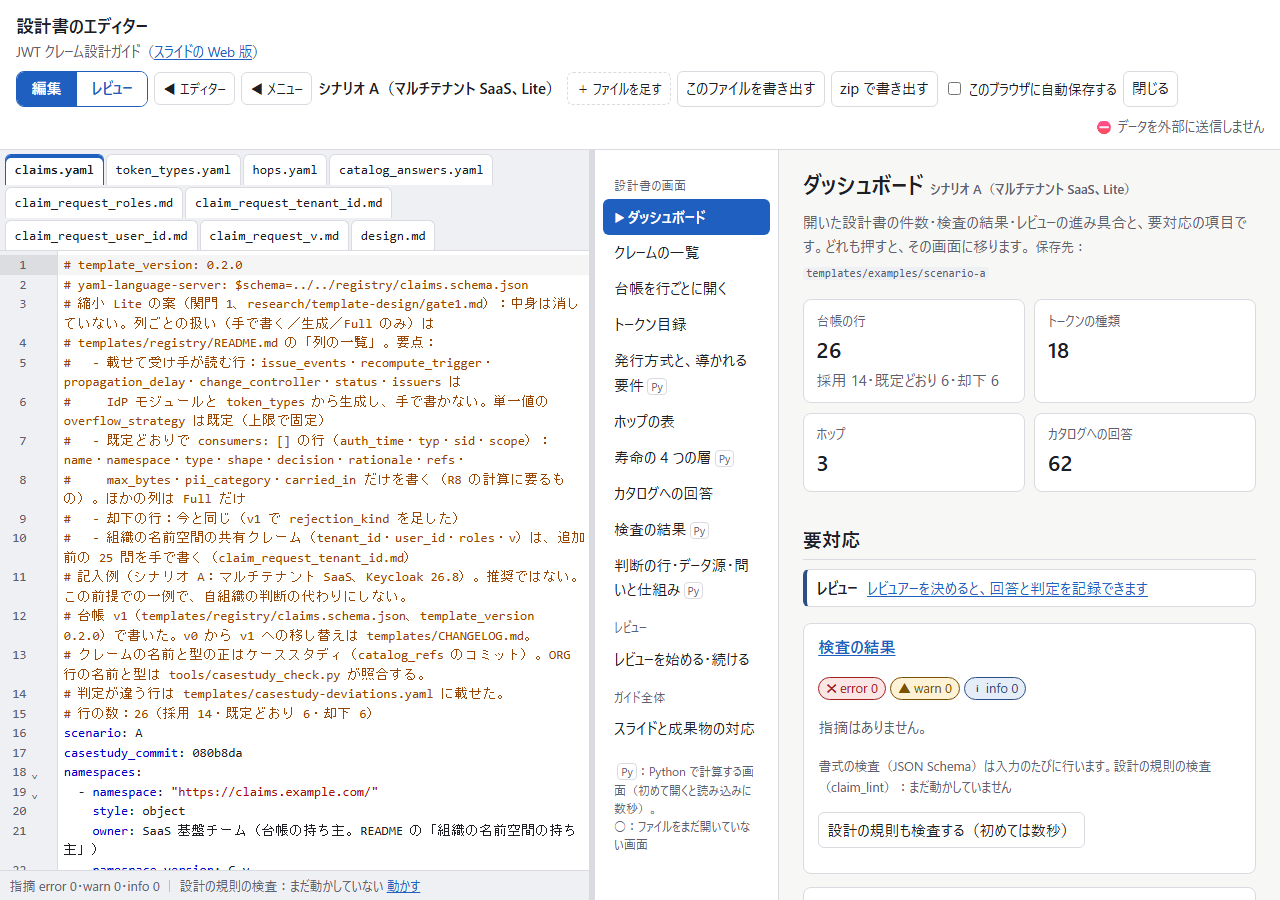 設計書のエディター
JWT クレーム設計ガイド（スライドの Web 版）
編集 レビュー ◀ エディター ◀ メニュー シナリオ A（マルチテナント SaaS、Lite） ＋ ファイルを足す このファイルを書き出す zip で書き出す このブラウザに自動保存する 閉じる
⛔ データを外部に送信しません
claims.yaml token_types.yaml hops.yaml catalog_answers.yaml
claim_request_roles.md claim_request_tenant_id.md
claim_request_user_id.md claim_request_v.md design.md
1 # template_version: 0.2.0
2 # yaml-language-server: $schema=../../registry/claims.schema.json
3 # 縮小 Lite の案（関門 1、research/template-design/gate1.md）：中身は消し
ていない。列ごとの扱い（手で書く／生成／Full のみ）は
4 # templates/registry/README.md の「列の一覧」。要点：
5 #   - 載せて受け手が読む行：issue_events・recompute_trigger・
propagation_delay・change_controller・status・issuers は
6 #     IdP モジュールと token_types から生成し、手で書かない。単一値の
overflow_strategy は既定（上限で固定）
7 #   - 既定どおりで consumers: [] の行（auth_time・typ・sid・scope）：
name・namespace・type・shape・decision・rationale・refs・
8 #     max_bytes・pii_category・carried_in だけを書く（R8 の計算に要るも
の）。ほかの列は Full だけ
9 #   - 却下の行：今と同じ（v1 で rejection_kind を足した）
10 #   - 組織の名前空間の共有クレーム（tenant_id・user_id・roles・v）は、追加
前の 25 問を手で書く（claim_request_tenant_id.md）
11 # 記入例（シナリオ A：マルチテナント SaaS、Keycloak 26.8）。推奨ではない。
この前提での一例で、自組織の判断の代わりにしない。
12 # 台帳 v1（templates/registry/claims.schema.json、template_version
0.2.0）で書いた。v0 から v1 への移し替えは templates/CHANGELOG.md。
13 # クレームの名前と型の正はケーススタディ（catalog_refs のコミット）。ORG
行の名前と型は tools/casestudy_check.py が照合する。
14 # 判定が違う行は templates/casestudy-deviations.yaml に載せた。
15 # 行の数：26（採用 14・既定どおり 6・却下 6）
16 scenario: A
17 casestudy_commit: 080b8da
18 namespaces:
19   - namespace: "https://claims.example.com/"
20     style: object
21     owner: SaaS 基盤チーム（台帳の持ち主。README の「組織の名前空間の持ち
主」）
指摘 error 0·warn 0·info 0 設計の規則の検査：まだ動かしていない 動かす
設計書の画面
▶ ダッシュボード
クレームの一覧
台帳を行ごとに開く
トークン目録
発行方式と、導かれる
要件 Py
ホップの表
寿命の 4 つの層 Py
カタログへの回答
検査の結果 Py
判断の行・データ源・問
いと仕組み Py
レビュー
レビューを始める・続ける
ガイド全体
スライドと成果物の対応
Py：Python で計算する画
面（初めて開くと読み込みに
数秒）。
○：ファイルをまだ開いていな
い画面
ダッシュボード シナリオ A（マルチテナント SaaS、Lite）
開いた設計書の件数・検査の結果・レビューの進み具合と、要対応の項目で
す。どれも押すと、その画面に移ります。 保存先：
templates/examples/scenario-a
台帳の行
26
採用 14·既定どおり 6·却下 6
トークンの種類
18
ホップ
3
カタログへの回答
62
要対応
レビュー レビュアーを決めると、回答と判定を記録できます
検査の結果
✕ error 0 ▲ warn 0 i info 0
指摘はありません。
書式の検査（JSON Schema）は入力のたびに行います。設計の規則の検査
（claim_lint）：まだ動かしていません
設計の規則も検査する（初めては数秒）